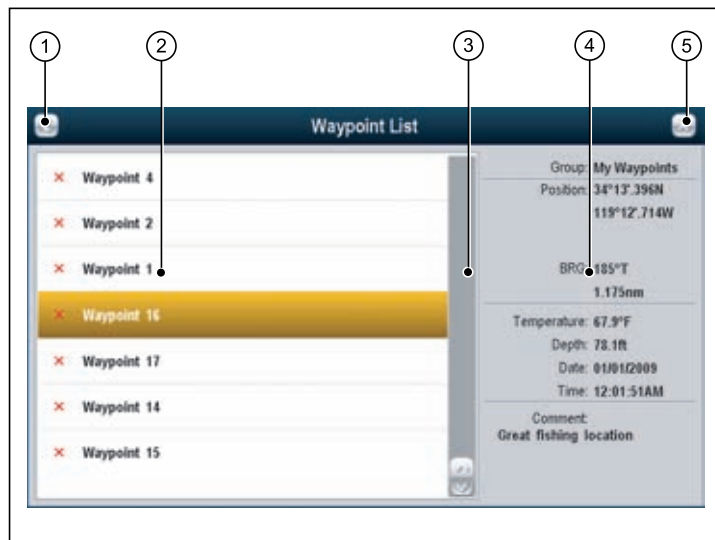 1 2 3 4 5
Waypoint List
Waypoint 4
Waypoint 2
Waypoint 1
Waypoint 16
Waypoint 17
Waypoint 14
Waypoint 15
Group: My Waypoints
Position: 34°13'.396N
119°12'.714W
BRG: 185°T
1.175nm
Temperature: 67.9°F
Depth: 78.1ft
Date: 01/01/2009
Time: 12:01:51AM
Comment:
Great fishing location